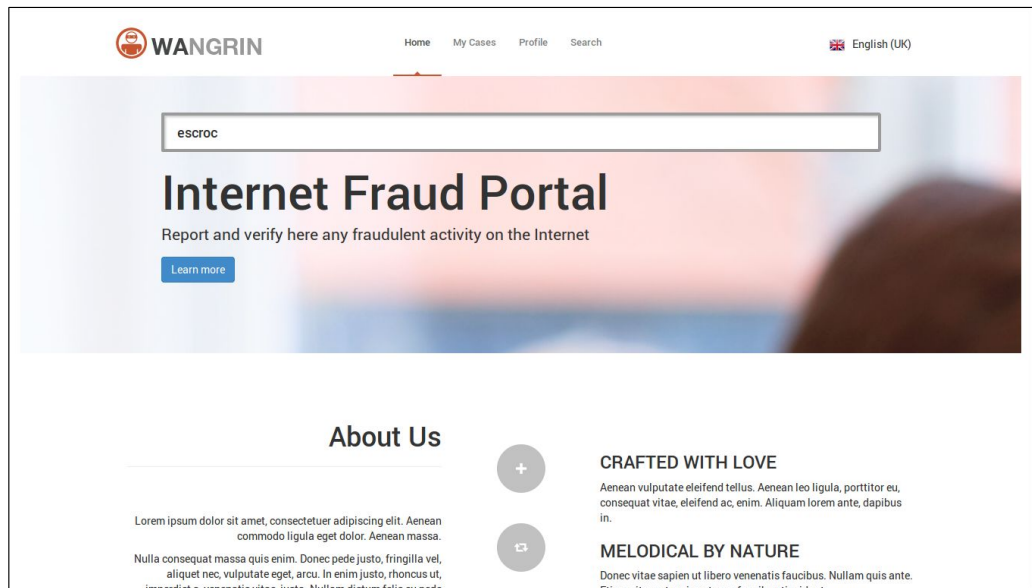 WANGRIN
Home
My Cases
Profile
Search
English (UK)
escroc
Internet Fraud Portal
Report and verify here any fraudulent activity on the Internet
Learn more
About Us
Lorem ipsum dolor sit amet, consectetuer adipiscing elit. Aenean
commodo ligula eget dolor. Aenean massa.
Nulla consequat massa quis enim. Donec pede justo, fringilla vel,
aliquet nec, vulputate eget, arcu. In enim justo, rhoncus ut,
CRAFTED WITH LOVE
Aenean vulputate eleifend tellus. Aenean leo ligula, porttitor eu,
consequat vitae, eleifend ac, enim. Aliquam lorem ante, dapibus
in.
MELODICAL BY NATURE
Donec vitae sapien ut libero venenatis faucibus. Nullam quis ante.